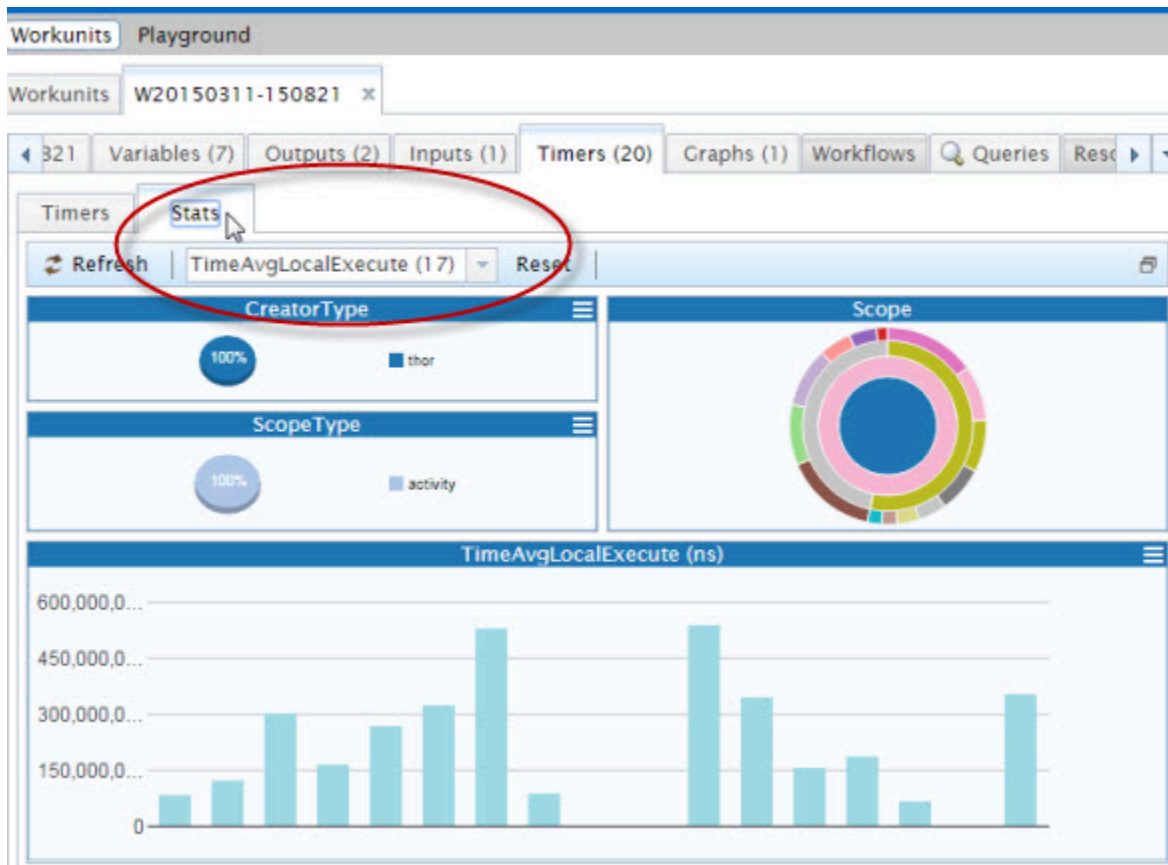 Workunits Playground
Workunits W20150311-150821 ×
321 Variables (7) Outputs (2) Inputs (1) Timers (20) Graphs (1) Workflows Queries Resc
Timers Stats
Refresh TimeAvgLocalExecute (17) Reset
CreatorType
100% thor
ScopeType
100% activity
Scope
TimeAvgLocalExecute (ns)
600,000,0...
450,000,0...
300,000,0...
150,000,0...
0